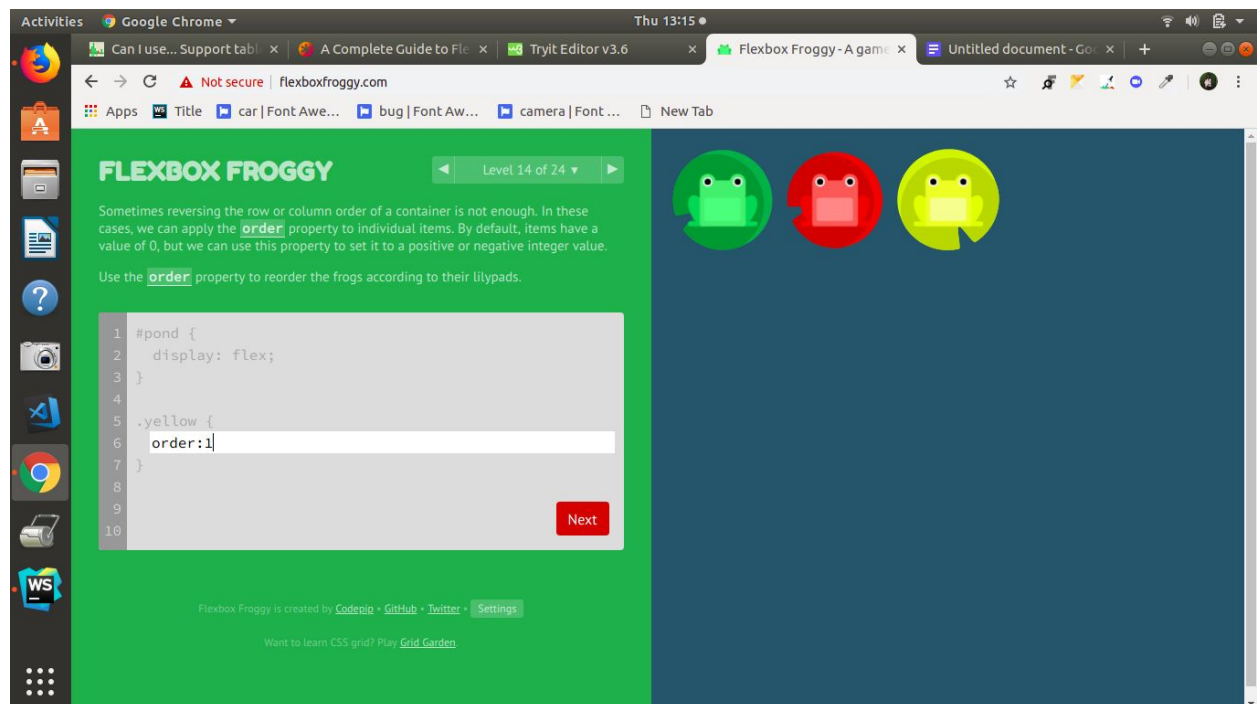 Activities Google Chrome ▾ Thu 13:15 ●
Can I use... Support tabl × A Complete Guide to Fle × Tryit Editor v3.6 × Flexbox Froggy - A game × Untitled document - Goo × +
Not secure | flexboxfroggy.com
Apps Title car | Font Awe... bug | Font Aw... camera | Font ... New Tab
FLEXBOX FROGGY
◀ Level 14 of 24 ▾ ▶
Sometimes reversing the row or column order of a container is not enough. In these
cases, we can apply the order property to individual items. By default, items have a
value of 0, but we can use this property to set it to a positive or negative integer value.
Use the order property to reorder the frogs according to their lilypads.
1 #pond {
2 display: flex;
3 }
4
5 .yellow {
6 order:1
7 }
8
9
10
Next
Flexbox Froggy is created by Codepip • GitHub • Twitter • Settings
Want to learn CSS grid? Play Grid Garden.
WS